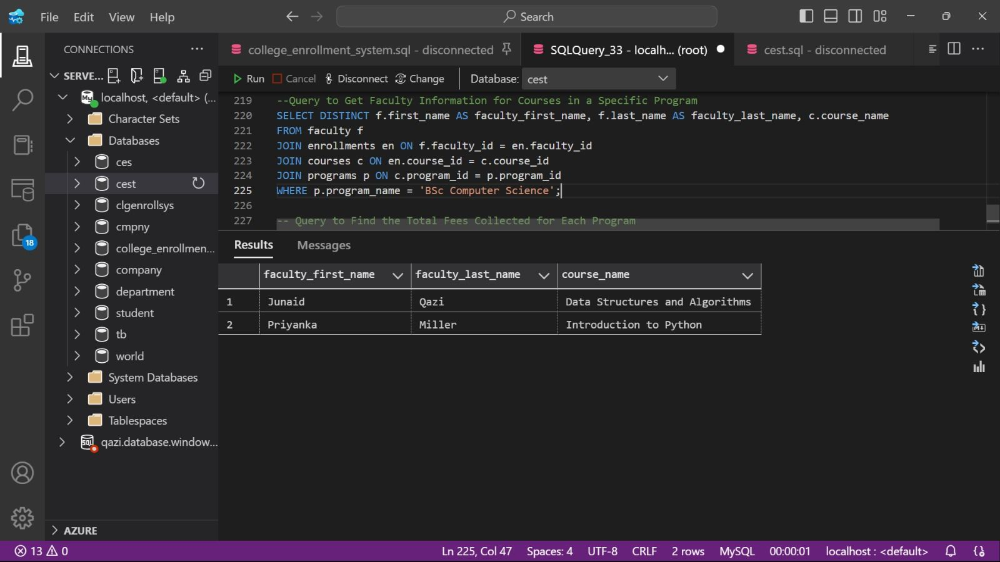 File Edit View Help
Search
CONNECTIONS
SERVE...
localhost, <default> (...
Character Sets
Databases
ces
cest
clgenrollsys
cmpny
college_enrollmen...
company
department
student
tb
world
System Databases
Users
Tablespaces
qazi.database.window...
AZURE
18
college_enrollment_system.sql - disconnected
SQLQuery_33 - localh... (root)
cest.sql - disconnected
Run Cancel Disconnect Change Database: cest
219 --Query to Get Faculty Information for Courses in a Specific Program
220 SELECT DISTINCT f.first_name AS faculty_first_name, f.last_name AS faculty_last_name, c.course_name
221 FROM faculty f
222 JOIN enrollments en ON f.faculty_id = en.faculty_id
223 JOIN courses c ON en.course_id = c.course_id
224 JOIN programs p ON c.program_id = p.program_id
225 WHERE p.program_name = 'BSc Computer Science';
226
227 -- Query to Find the Total Fees Collected for Each Program
Results Messages
faculty_first_name faculty_last_name course_name
1 Junaid Qazi Data Structures and Algorithms
2 Priyanka Miller Introduction to Python
13 0 Ln 225, Col 47 Spaces: 4 UTF-8 CRLF 2 rows MySQL 00:00:01 localhost : <default>